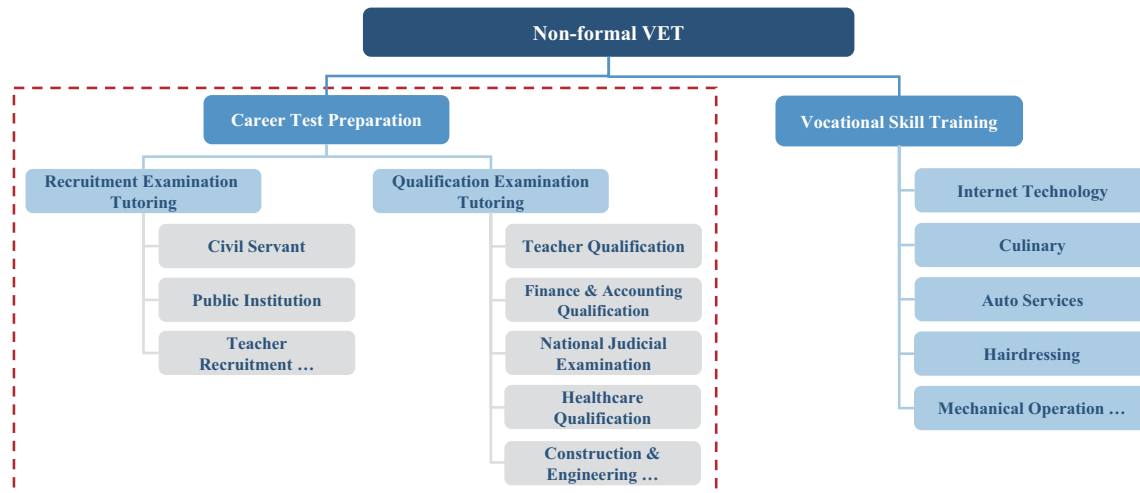 Non-formal VET
Career Test Preparation
Vocational Skill Training
Recruitment Examination
Tutoring
Civil Servant
Public Institution
Teacher
Recruitment …
Qualification Examination
Tutoring
Teacher Qualification
Finance & Accounting
Qualification
National Judicial
Examination
Healthcare
Qualification
Construction &
Engineering …
Internet Technology
Culinary
Auto Services
Hairdressing
Mechanical Operation …